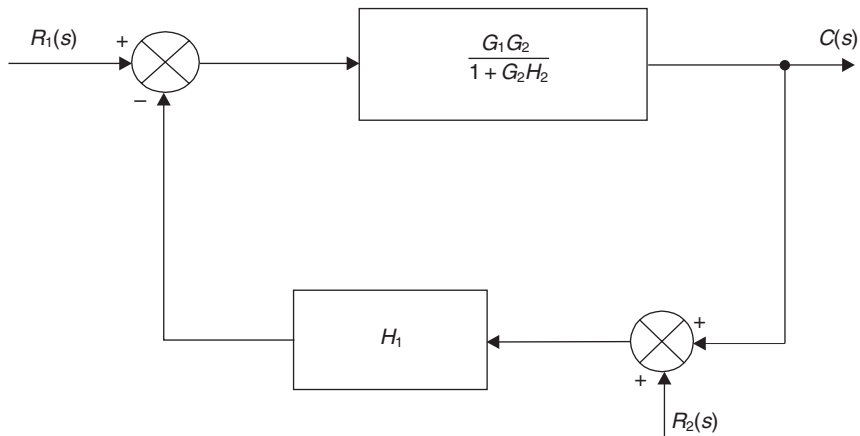 R₁(s)
+
−
G₁G₂
1 + G₂H₂
C(s)
H₁
+
+
R₂(s)